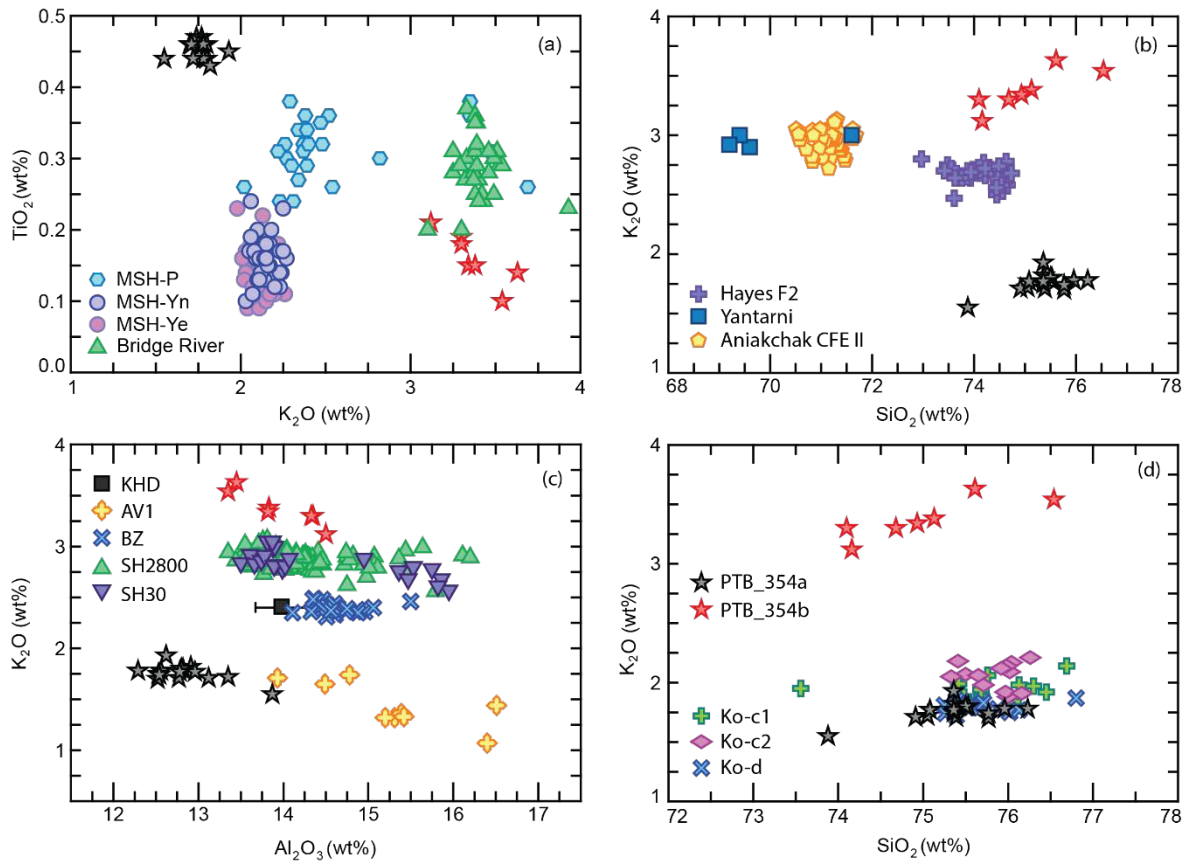 (a)
TiO2 (wt%)
0.5
0.4
0.3
0.2
0.1
0.0
MSH-P
MSH-Yn
MSH-Ye
Bridge River
1 2 3 4
K2O (wt%)
(b)
K2O (wt%)
4
3
2
1
Hayes F2
Yantarni
Aniakchak CFE II
68 70 72 74 76 78
SiO2 (wt%)
(c)
K2O (wt%)
4
3
2
1
KHD
AV1
BZ
SH2800
SH30
12 13 14 15 16 17
Al2O3 (wt%)
(d)
K2O (wt%)
4
3
2
1
PTB_354a
PTB_354b
Ko-c1
Ko-c2
Ko-d
72 73 74 75 76 77 78
SiO2 (wt%)